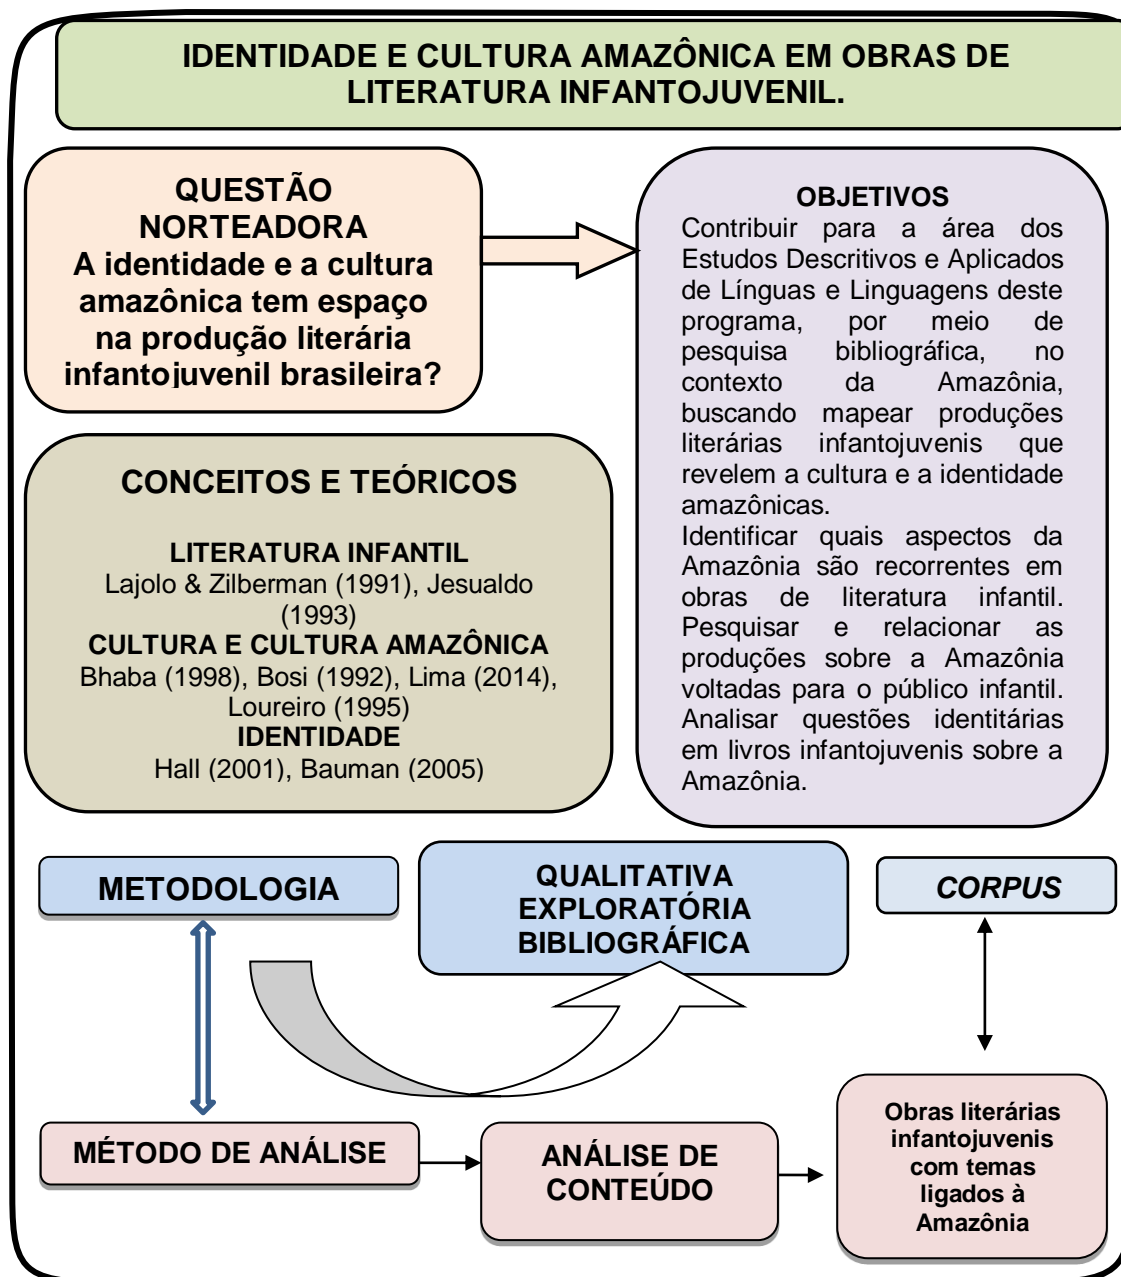 IDENTIDADE E CULTURA AMAZÔNICA EM OBRAS DE
LITERATURA INFANTOJUVENIL.
QUESTÃO
NORTEADORA
A identidade e a cultura
amazônica tem espaço
na produção literária
infantojuvenil brasileira?
OBJETIVOS
Contribuir para a área dos
Estudos Descritivos e Aplicados
de Línguas e Linguagens deste
programa, por meio de
pesquisa bibliográfica, no
contexto da Amazônia,
buscando mapear produções
literárias infantojuvenis que
revelem a cultura e a identidade
amazônicas.
Identificar quais aspectos da
Amazônia são recorrentes em
obras de literatura infantil.
Pesquisar e relacionar as
produções sobre a Amazônia
voltadas para o público infantil.
Analisar questões identitárias
em livros infantojuvenis sobre a
Amazônia.
CONCEITOS E TEÓRICOS
LITERATURA INFANTIL
Lajolo & Zilberman (1991), Jesualdo
(1993)
CULTURA E CULTURA AMAZÔNICA
Bhaba (1998), Bosi (1992), Lima (2014),
Loureiro (1995)
IDENTIDADE
Hall (2001), Bauman (2005)
METODOLOGIA
QUALITATIVA
EXPLORATÓRIA
BIBLIOGRÁFICA
CORPUS
MÉTODO DE ANÁLISE
ANÁLISE DE
CONTEÚDO
Obras literárias
infantojuvenis
com temas
ligados à
Amazônia